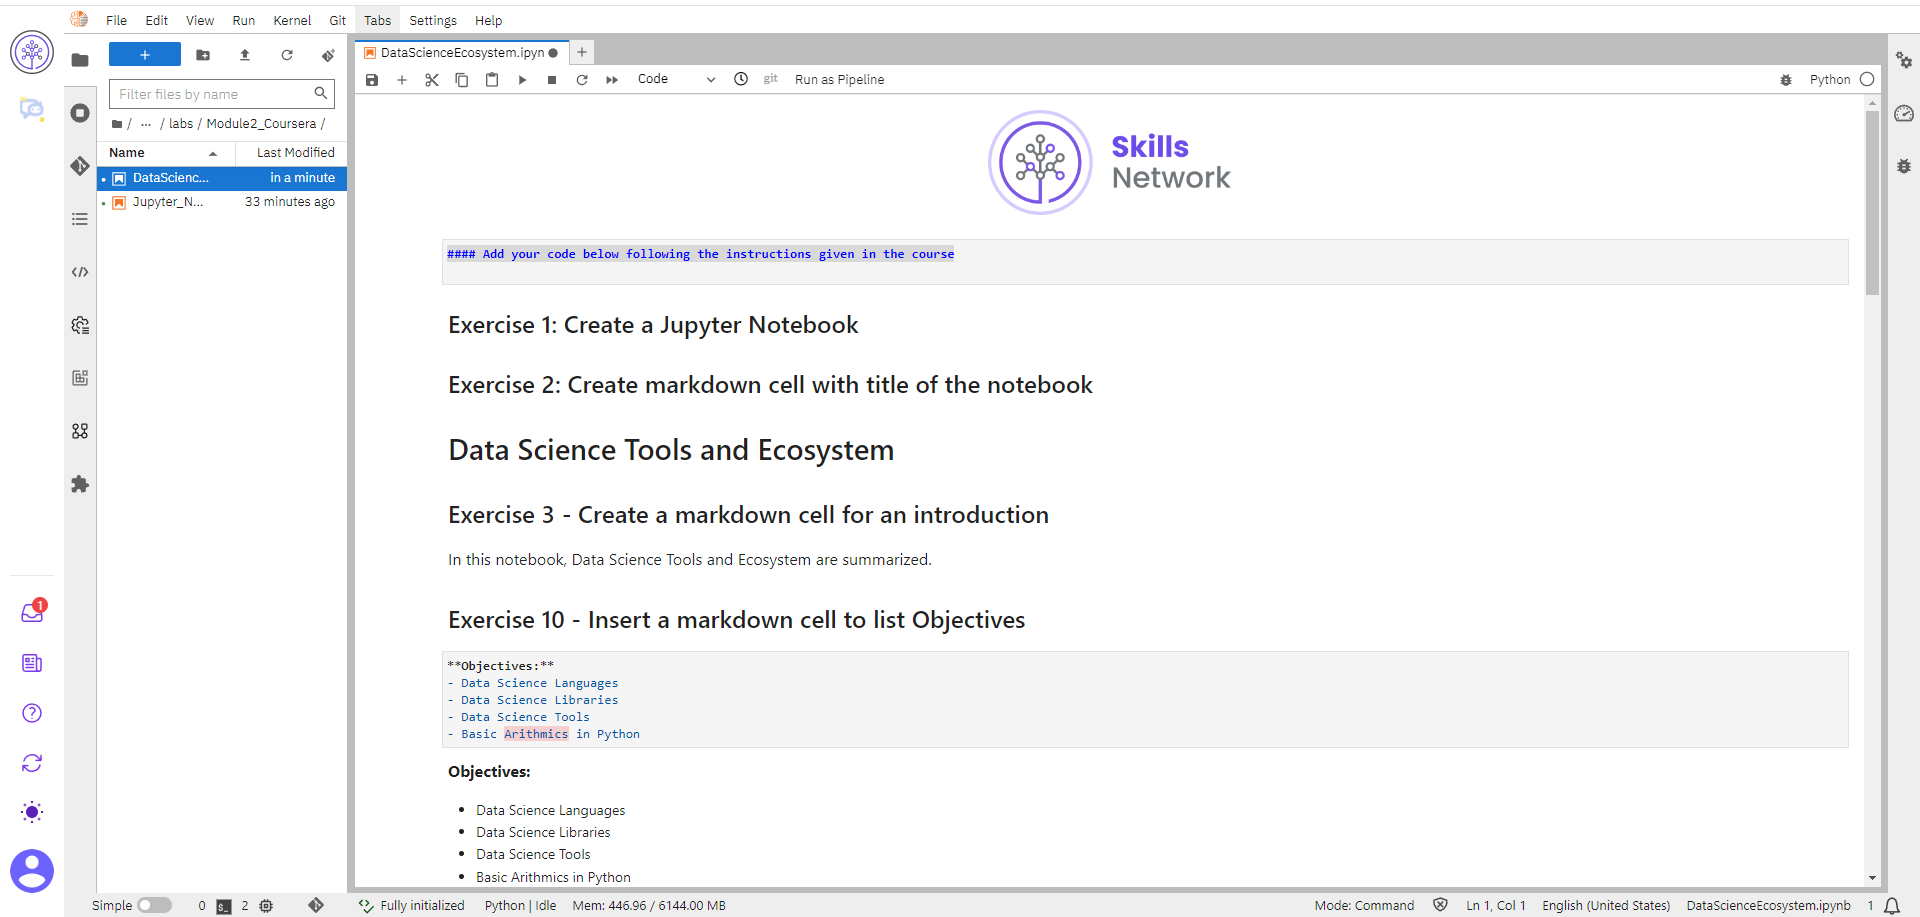 File Edit View Run Kernel Git Tabs Settings Help
DataScienceEcosystem.ipyn
Code
git
Run as Pipeline
Python
Filter files by name
/ ... / labs / Module2_Coursera /
Name Last Modified
DataScienc... in a minute
Jupyter_N... 33 minutes ago
Skills
Network
#### Add your code below following the instructions given in the course
Exercise 1: Create a Jupyter Notebook
Exercise 2: Create markdown cell with title of the notebook
Data Science Tools and Ecosystem
Exercise 3 - Create a markdown cell for an introduction
In this notebook, Data Science Tools and Ecosystem are summarized.
Exercise 10 - Insert a markdown cell to list Objectives
**Objectives:**
- Data Science Languages
- Data Science Libraries
- Data Science Tools
- Basic Arithmics in Python
Objectives:
• Data Science Languages
• Data Science Libraries
• Data Science Tools
• Basic Arithmics in Python
1
Simple 0 $_ 2 Fully initialized Python | Idle Mem: 446.96 / 6144.00 MB Mode: Command Ln 1, Col 1 English (United States) DataScienceEcosystem.ipynb 1